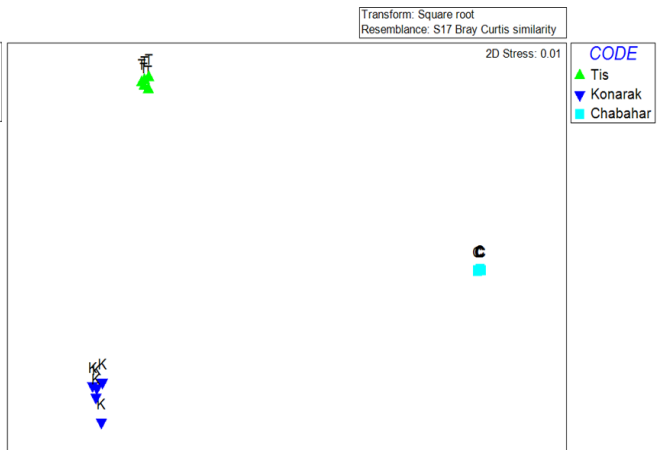 Transform: Square root
Resemblance: S17 Bray Curtis similarity
2D Stress: 0.01
CODE
Tis
Konarak
Chabahar
T
T
C
K
K
K
K